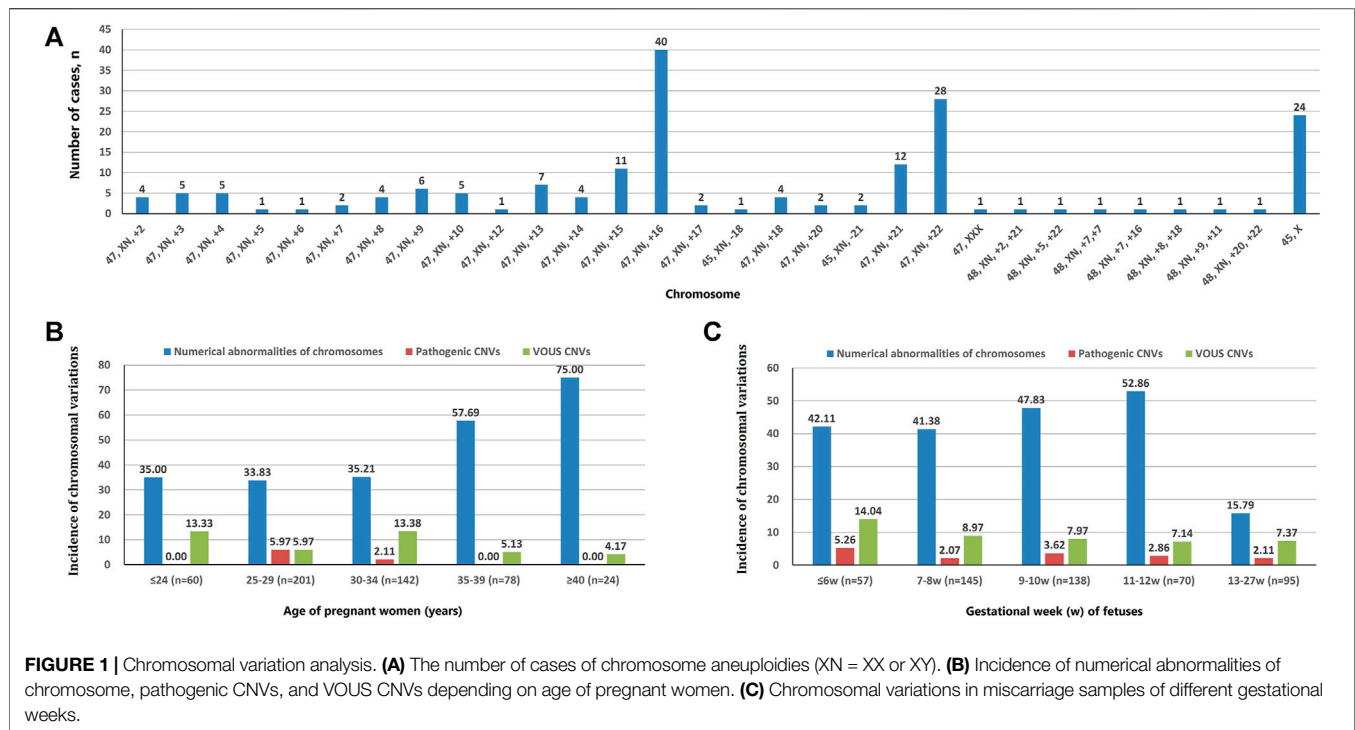 A
Number of cases, n
45
40
35
30
25
20
15
10
5
0
4 5 5 1 1 2 4 6 5 1 7 4 11 40 2 1 4 2 2 12 28 1 1 1 1 1 1 1 1 24
47, XN, +2
47, XN, +3
47, XN, +4
47, XN, +5
47, XN, +6
47, XN, +7
47, XN, +8
47, XN, +9
47, XN, +10
47, XN, +12
47, XN, +13
47, XN, +14
47, XN, +15
47, XN, +16
47, XN, +17
45, XN, -18
47, XN, +18
47, XN, +20
45, XN, -21
47, XN, +21
47, XN, +22
47, XXX
48, XN, +2, +21
48, XN, +5, +22
48, XN, +7,+7
48, XN, +7, +16
48, XN, +8, +18
48, XN, +9, +11
48, XN, +20, +22
45, X
Chromosome
B
Numerical abnormalities of chromosomes Pathogenic CNVs VOUS CNVs
Incidence of chromosomal variations
80
70
60
50
40
30
20
10
0
35.00 0.00 13.33
33.83 5.97 5.97
35.21 2.11 13.38
57.69 0.00 5.13
75.00 0.00 4.17
≤24 (n=60) 25-29 (n=201) 30-34 (n=142) 35-39 (n=78) ≥40 (n=24)
Age of pregnant women (years)
C
Numerical abnormalities of chromosomes Pathogenic CNVs VOUS CNVs
Incidence of chromosomal variations
60
50
40
30
20
10
0
42.11 5.26 14.04
41.38 2.07 8.97
47.83 3.62 7.97
52.86 2.86 7.14
15.79 2.11 7.37
≤6w (n=57) 7-8w (n=145) 9-10w (n=138) 11-12w (n=70) 13-27w (n=95)
Gestational week (w) of fetuses
FIGURE 1 | Chromosomal variation analysis. (A) The number of cases of chromosome aneuploidies (XN = XX or XY). (B) Incidence of numerical abnormalities of
chromosome, pathogenic CNVs, and VOUS CNVs depending on age of pregnant women. (C) Chromosomal variations in miscarriage samples of different gestational
weeks.